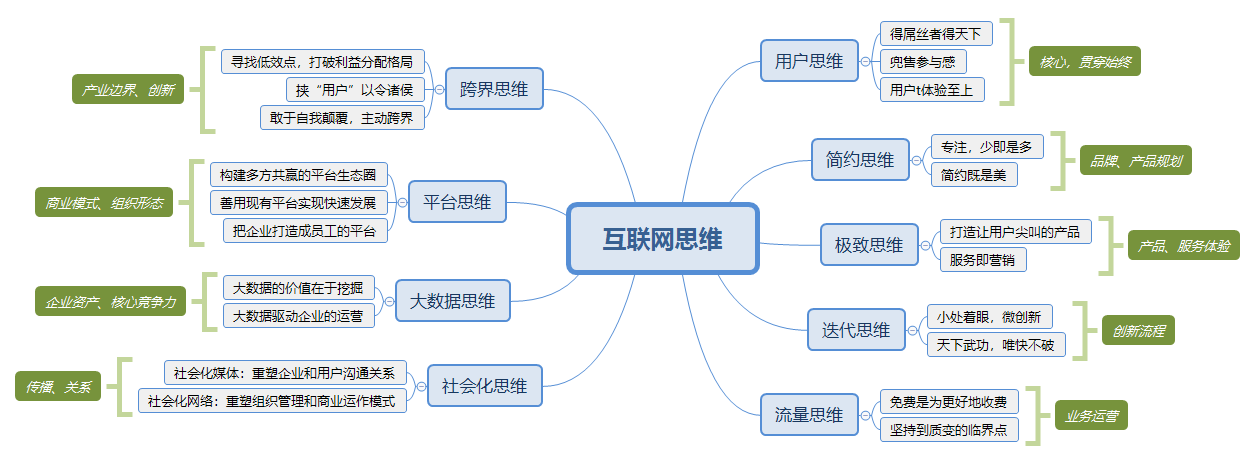 互联网思维
用户思维
得屌丝者得天下
兜售参与感
用户t体验至上
核心，贯穿始终
简约思维
专注，少即是多
简约既是美
品牌、产品规划
极致思维
打造让用户尖叫的产品
服务即营销
产品、服务体验
迭代思维
小处着眼，微创新
天下武功，唯快不破
创新流程
流量思维
免费是为更好地收费
坚持到质变的临界点
业务运营
跨界思维
寻找低效点，打破利益分配格局
挟“用户”以令诸侯
敢于自我颠覆，主动跨界
产业边界、创新
平台思维
构建多方共赢的平台生态圈
善用现有平台实现快速发展
把企业打造成员工的平台
商业模式、组织形态
大数据思维
大数据的价值在于挖掘
大数据驱动企业的运营
企业资产、核心竞争力
社会化思维
社会化媒体：重塑企业和用户沟通关系
社会化网络：重塑组织管理和商业运作模式
传播、关系